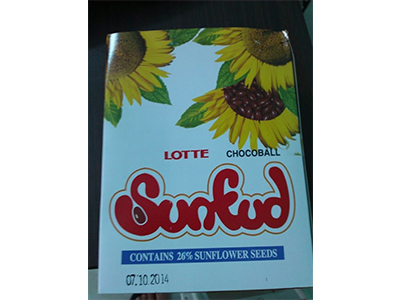 LOTTE CHOCOBALL
Sunfud
CONTAINS 26% SUNFLOWER SEEDS
07.10.2014